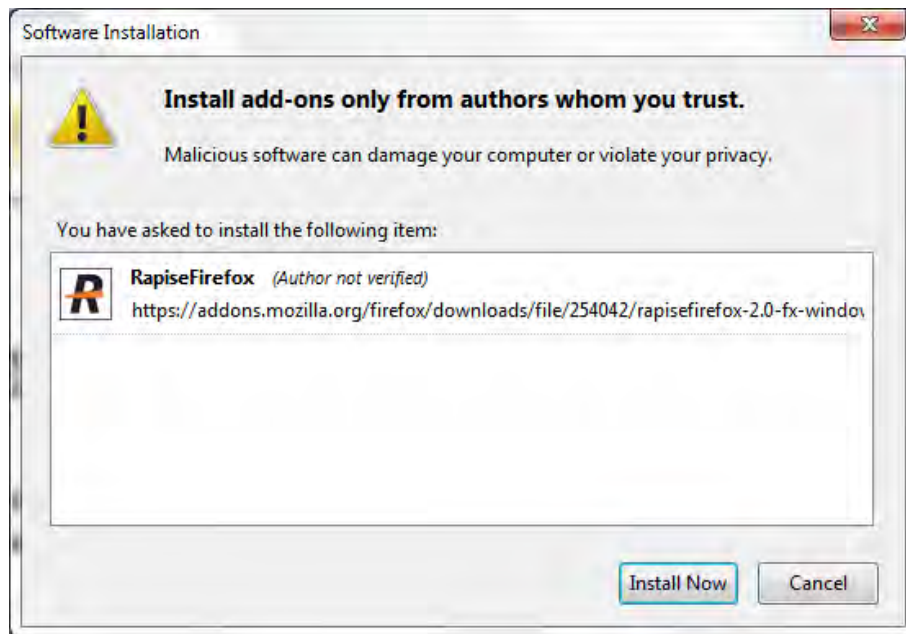 Software Installation
Install add-ons only from authors whom you trust.
Malicious software can damage your computer or violate your privacy.
You have asked to install the following item:
RapiseFirefox (Author not verified)
https://addons.mozilla.org/firefox/downloads/file/254042/rapisefirefox-2.0-fx-window
Install Now Cancel